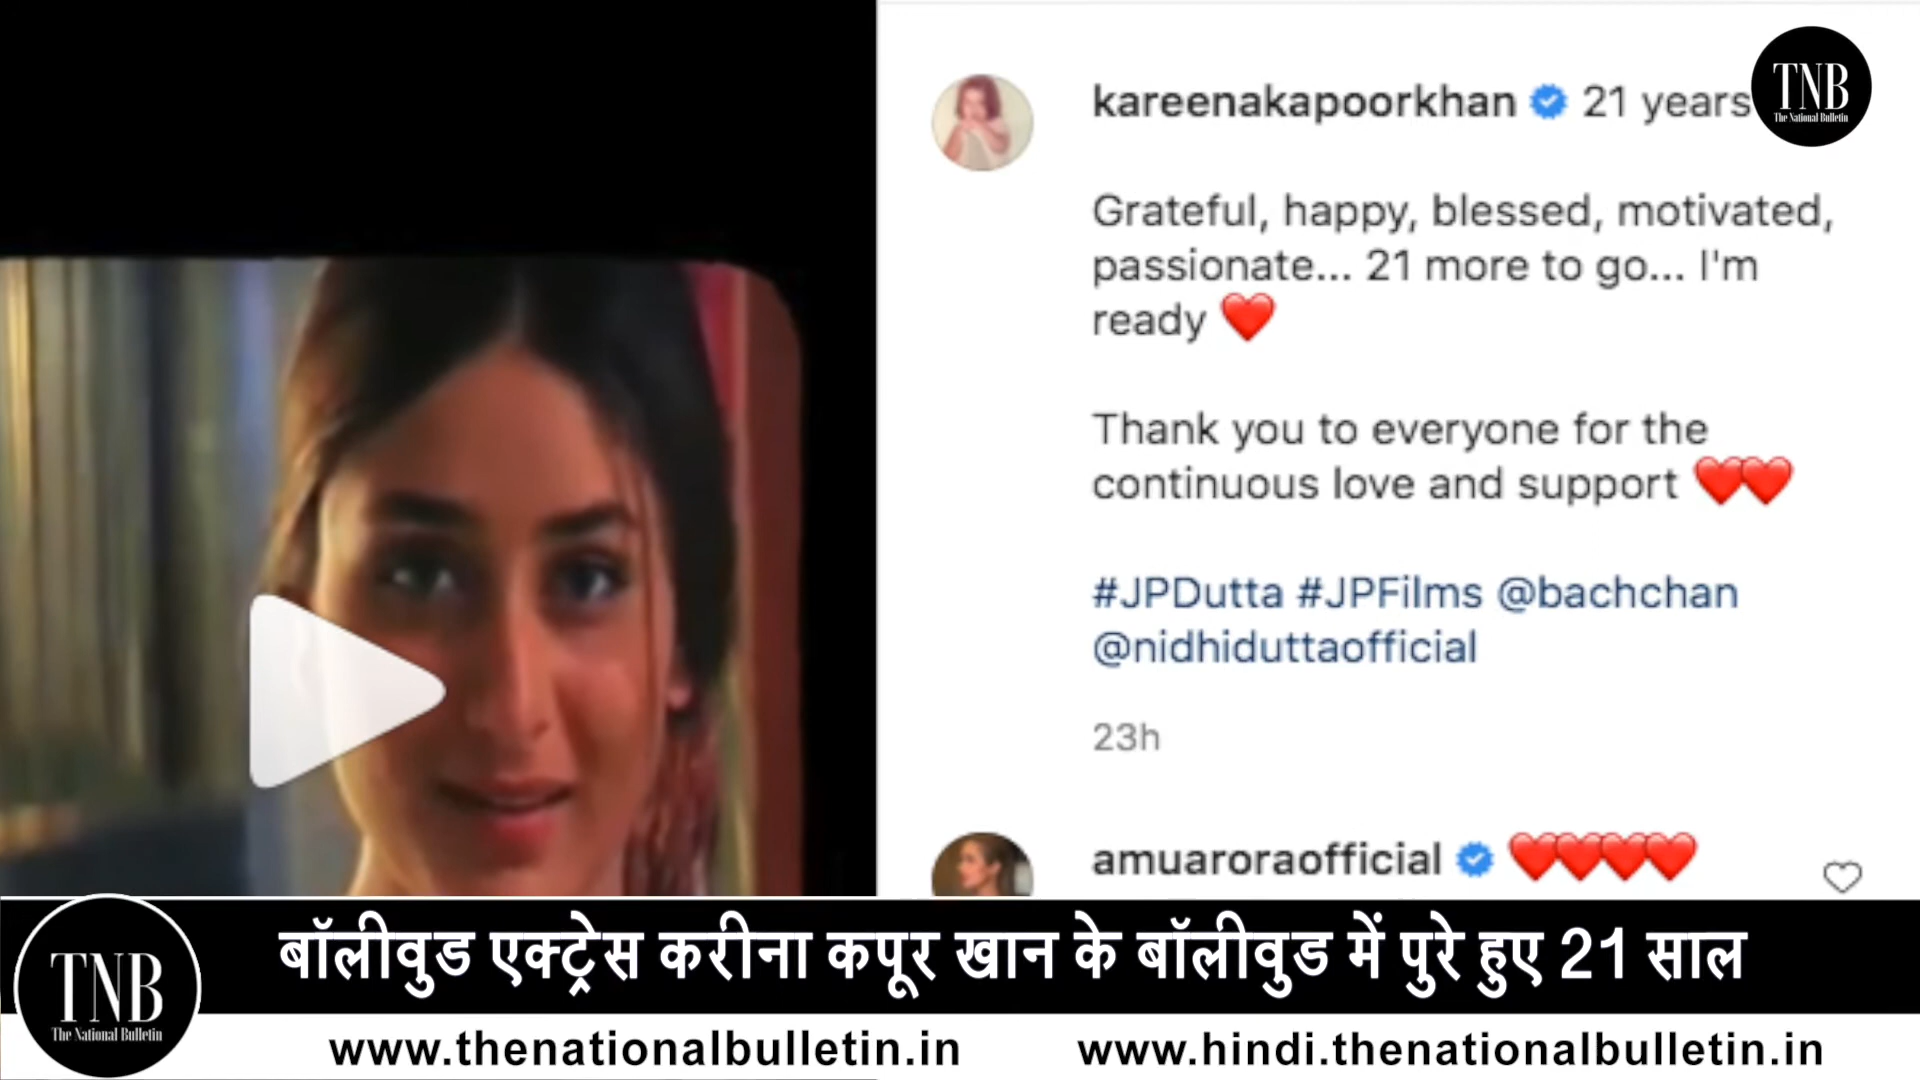 kareenakapoorkhan 21 years
TNB
The National Bulletin
Grateful, happy, blessed, motivated,
passionate... 21 more to go... I'm
ready ❤️
Thank you to everyone for the
continuous love and support ❤️❤️
#JPDutta #JPFilms @bachchan
@nidhiduttaofficial
23h
amuaroraofficial ❤️❤️❤️❤️
TNB
The National Bulletin
बॉलीवुड एक्ट्रेस करीना कपूर खान के बॉलीवुड में पुरे हुए 21 साल
www.thenationalbulletin.in www.hindi.thenationalbulletin.in